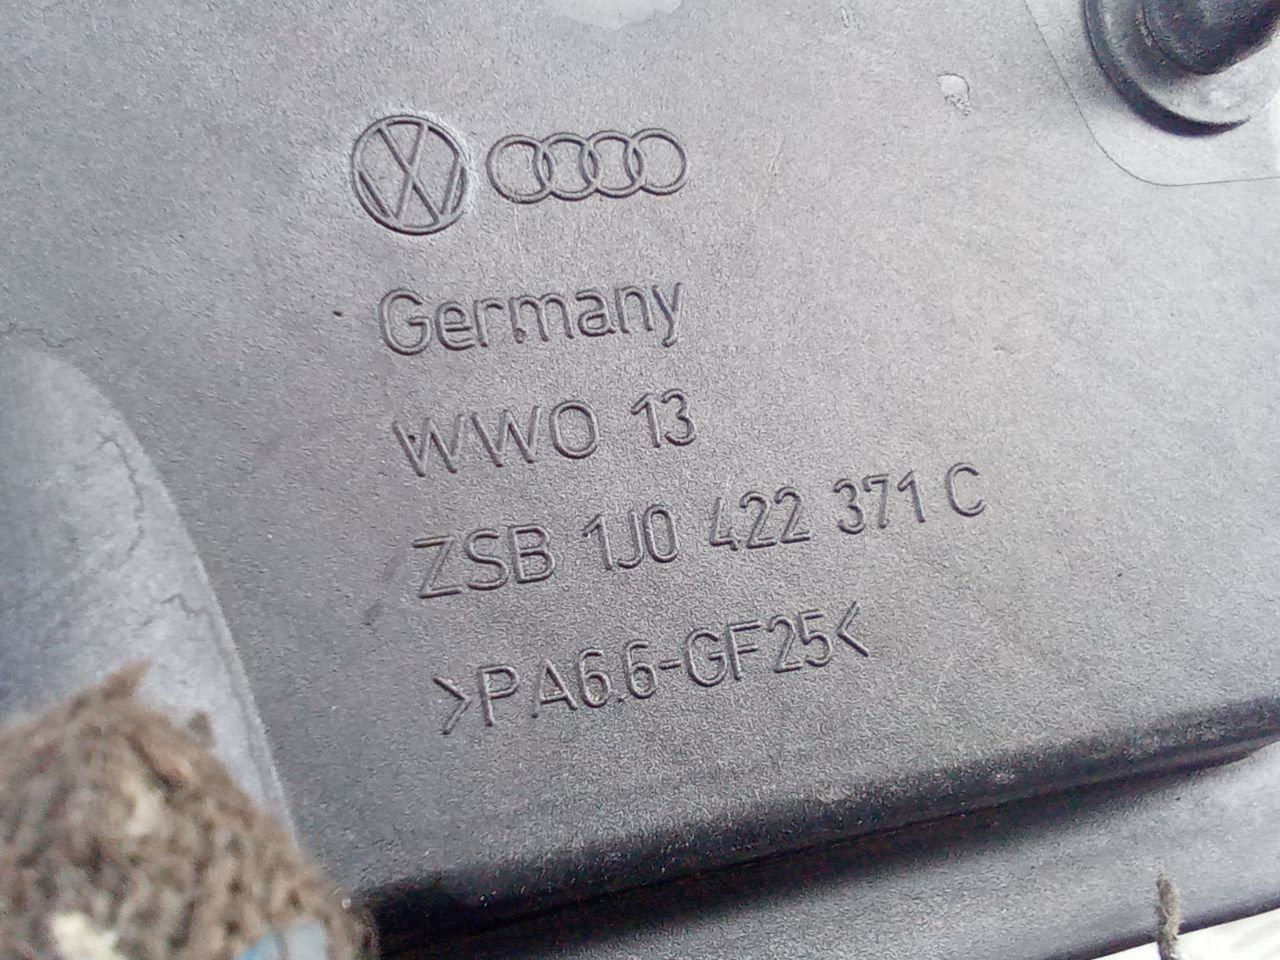 Germany
WWO 13
ZSB 1J0 422 371 C
>PA6.6-GF25<